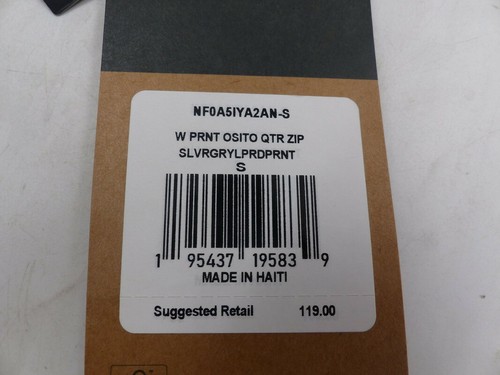 NF0A5IYA2AN-S
W PRNT OSITO QTR ZIP
SLVRGRYLPRDPRNT
S
1 95437 19583 9
MADE IN HAITI
Suggested Retail 119.00